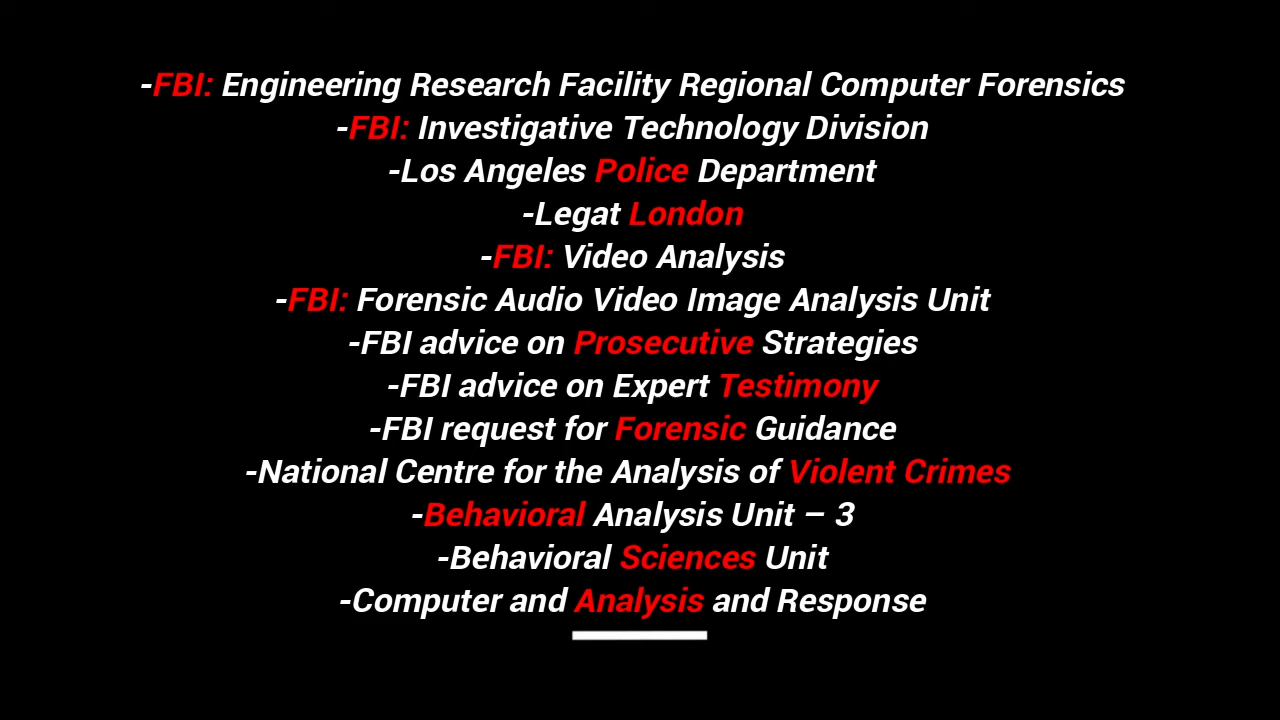 -FBI: Engineering Research Facility Regional Computer Forensics
-FBI: Investigative Technology Division
-Los Angeles Police Department
-Legat London
-FBI: Video Analysis
-FBI: Forensic Audio Video Image Analysis Unit
-FBI advice on Prosecutive Strategies
-FBI advice on Expert Testimony
-FBI request for Forensic Guidance
-National Centre for the Analysis of Violent Crimes
-Behavioral Analysis Unit – 3
-Behavioral Sciences Unit
-Computer and Analysis and Response